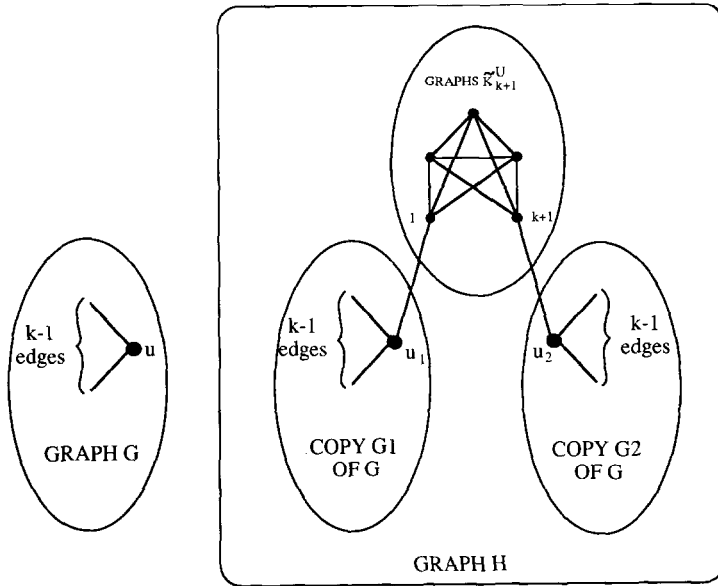 GRAPHS K̃ᵁₖ₊₁
1
k+1
k-1
edges
u
GRAPH G
k-1
edges
u₁
COPY G1
OF G
u₂
k-1
edges
COPY G2
OF G
GRAPH H